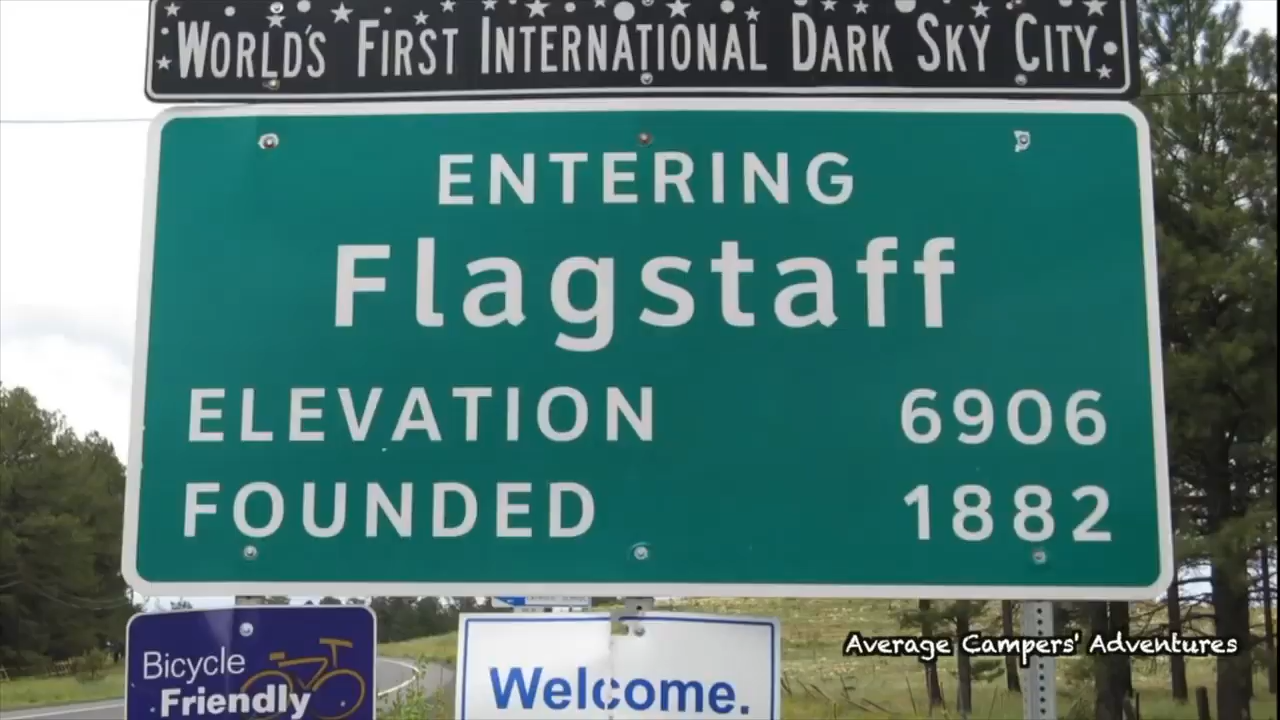 WORLD'S FIRST INTERNATIONAL DARK SKY CITY
ENTERING
Flagstaff
ELEVATION 6906
FOUNDED 1882
Bicycle
Friendly
Welcome.
Average Campers' Adventures